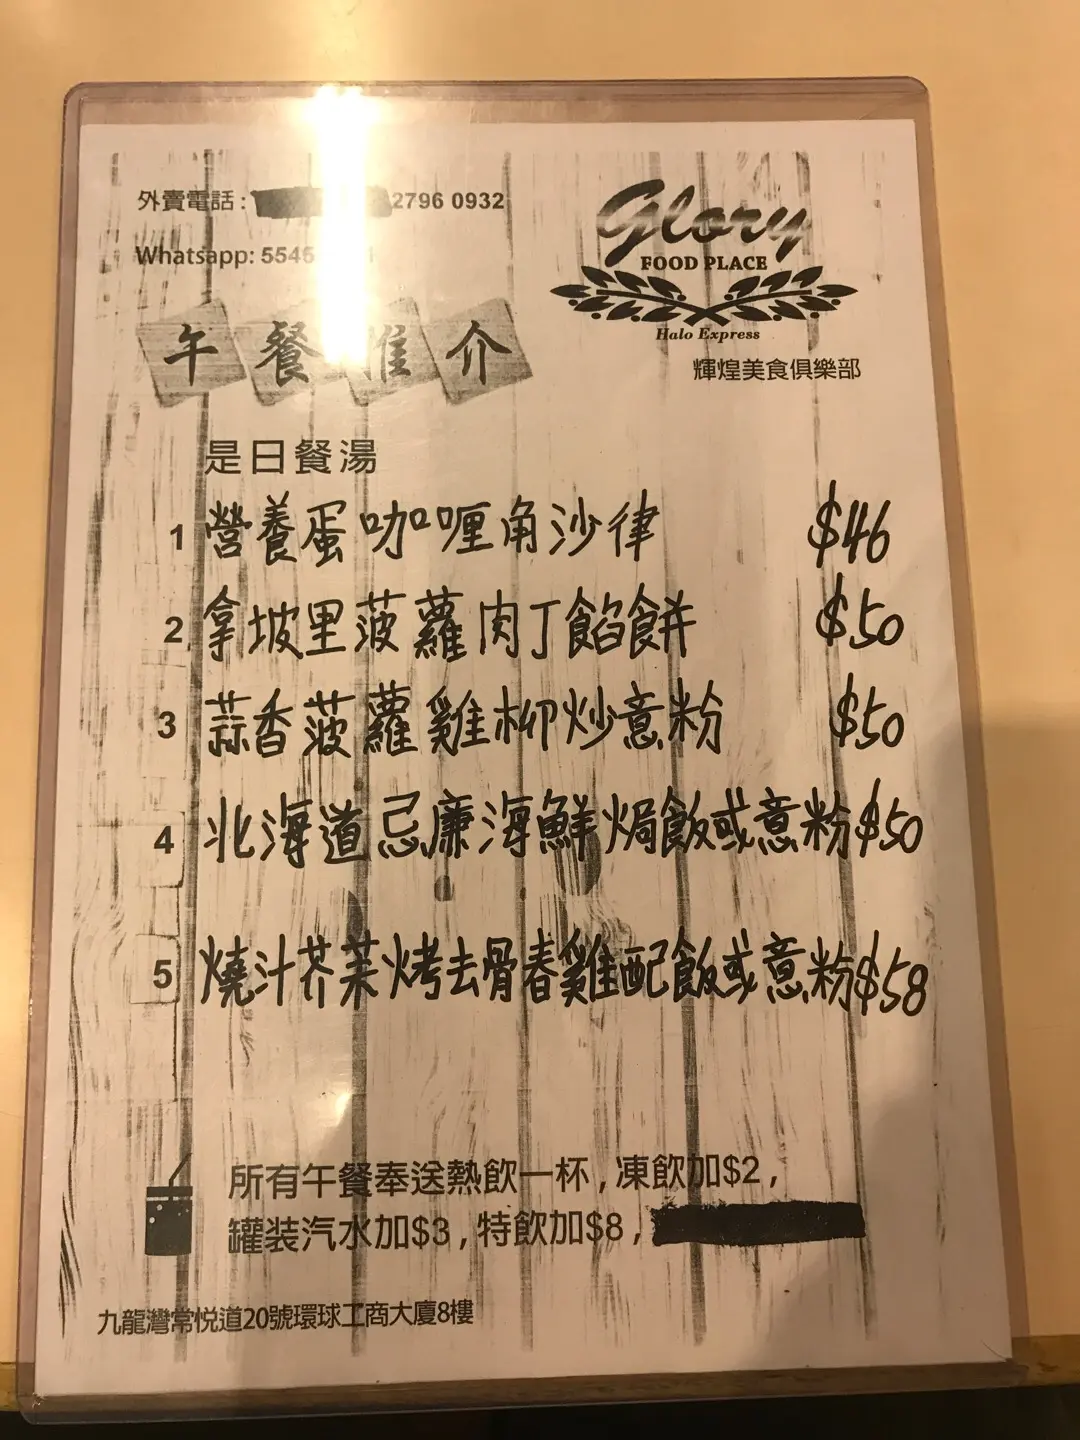 外賣電話: 2796 0932
Glory
FOOD PLACE
Whatsapp: 5546
Halo Express
輝煌美食俱樂部
午餐推介
是日餐湯
1 營養蛋咖喱角沙律 $46
2 拿坡里菠蘿肉丁餡餅 $50
3 蒜香菠蘿雞柳炒意粉 $50
4 北海道忌廉海鮮焗飯或意粉 $50
5 燒汁芥茉烤去骨春雞配飯或意粉 $58
所有午餐奉送熱飲一杯, 凍飲加$2,
罐装汽水加$3, 特飲加$8,
九龍灣常悦道20號環球工商大廈8樓